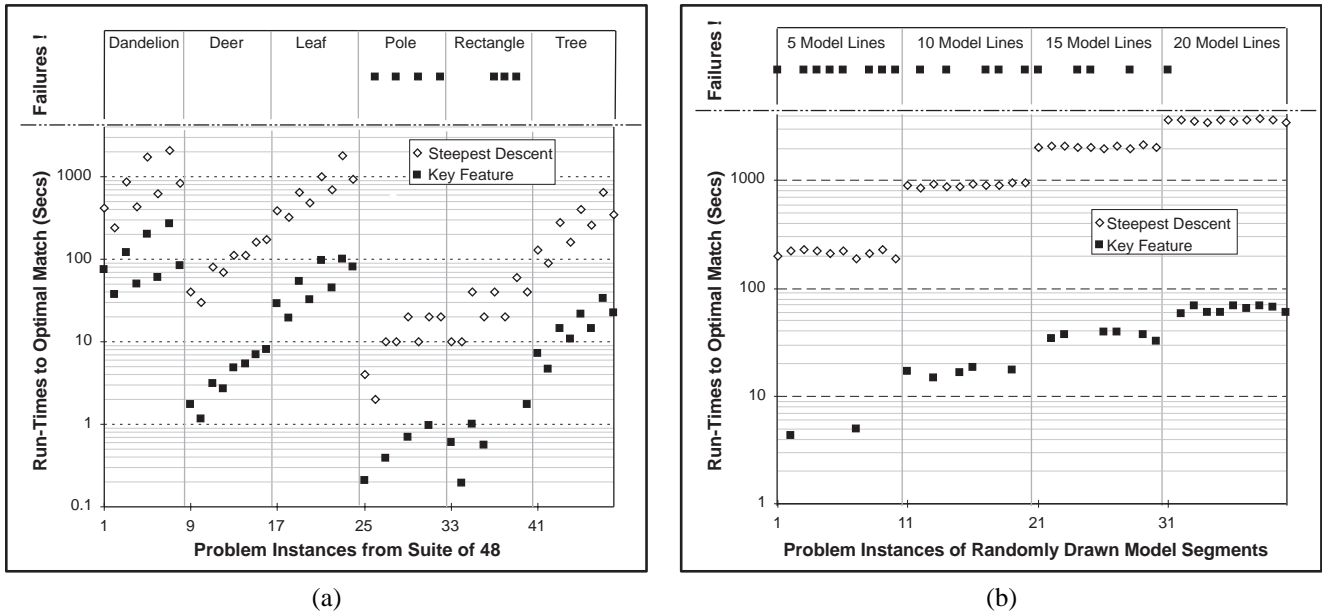 Failures !
Dandelion Deer Leaf Pole Rectangle Tree
Run-Times to Optimal Match (Secs)
1000
100
10
1
0.1
Steepest Descent
Key Feature
1 9 17 25 33 41
Problem Instances from Suite of 48
(a)
Failures !
5 Model Lines 10 Model Lines 15 Model Lines 20 Model Lines
Run-Times to Optimal Match (Secs)
1000
100
10
1
Steepest Descent
Key Feature
1 11 21 31
Problem Instances of Randomly Drawn Model Segments
(b)